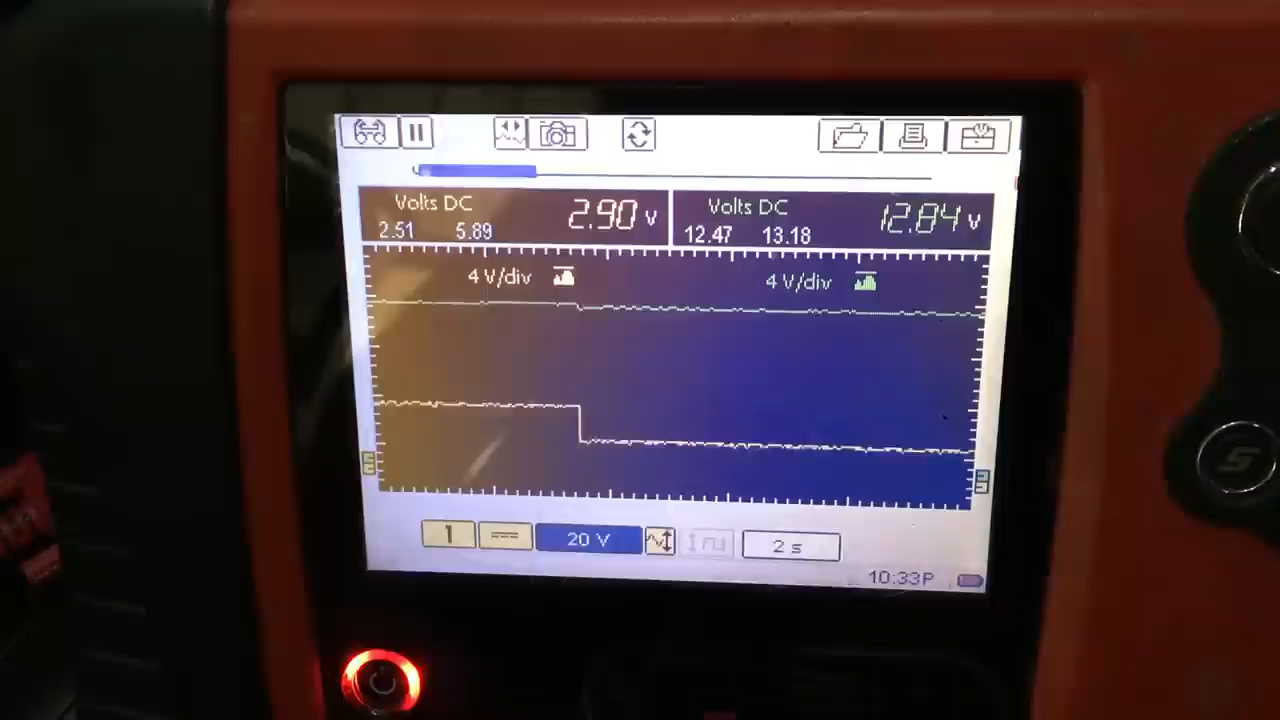 Volts DC 2.90 v
2.51 5.89
Volts DC 12.84 v
12.47 13.18
4 V/div 4 V/div
1 20 V 2 s
10:33P
S